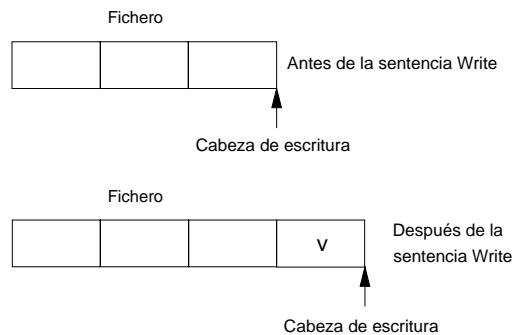 Fichero
Antes de la sentencia Write
Cabeza de escritura
Fichero
v
Después de la
sentencia Write
Cabeza de escritura